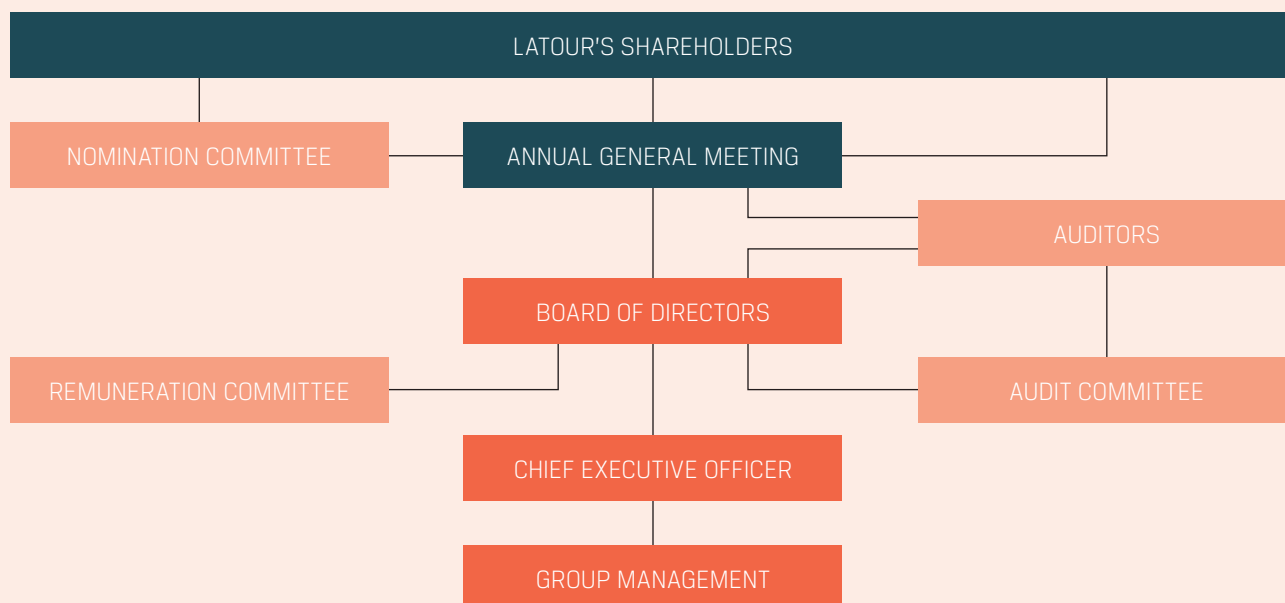 LATOUR'S SHAREHOLDERS
NOMINATION COMMITTEE
ANNUAL GENERAL MEETING
AUDITORS
BOARD OF DIRECTORS
REMUNERATION COMMITTEE
AUDIT COMMITTEE
CHIEF EXECUTIVE OFFICER
GROUP MANAGEMENT